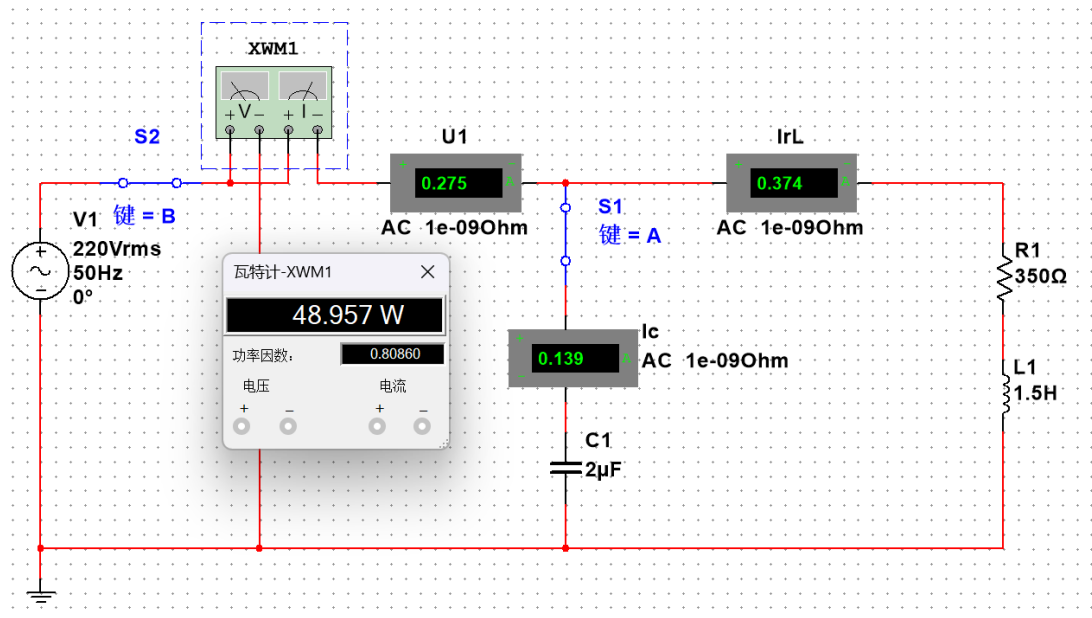 XWM1
V
I
+ − + −
S2
键 = B
U1
0.275 A
AC 1e-09Ohm
IrL
0.374 A
AC 1e-09Ohm
S1
键 = A
V1
220Vrms
50Hz
0°
瓦特计-XWM1
48.957 W
功率因数:
0.80860
电压
电流
+ − + −
Ic
0.139 A
AC 1e-09Ohm
R1
350Ω
L1
1.5H
C1
2µF